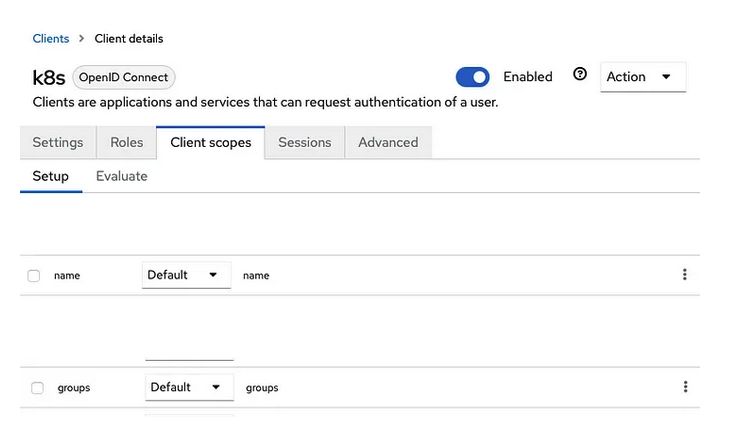 Clients > Client details
k8s OpenID Connect Enabled Action
Clients are applications and services that can request authentication of a user.
Settings Roles Client scopes Sessions Advanced
Setup Evaluate
name Default name
groups Default groups